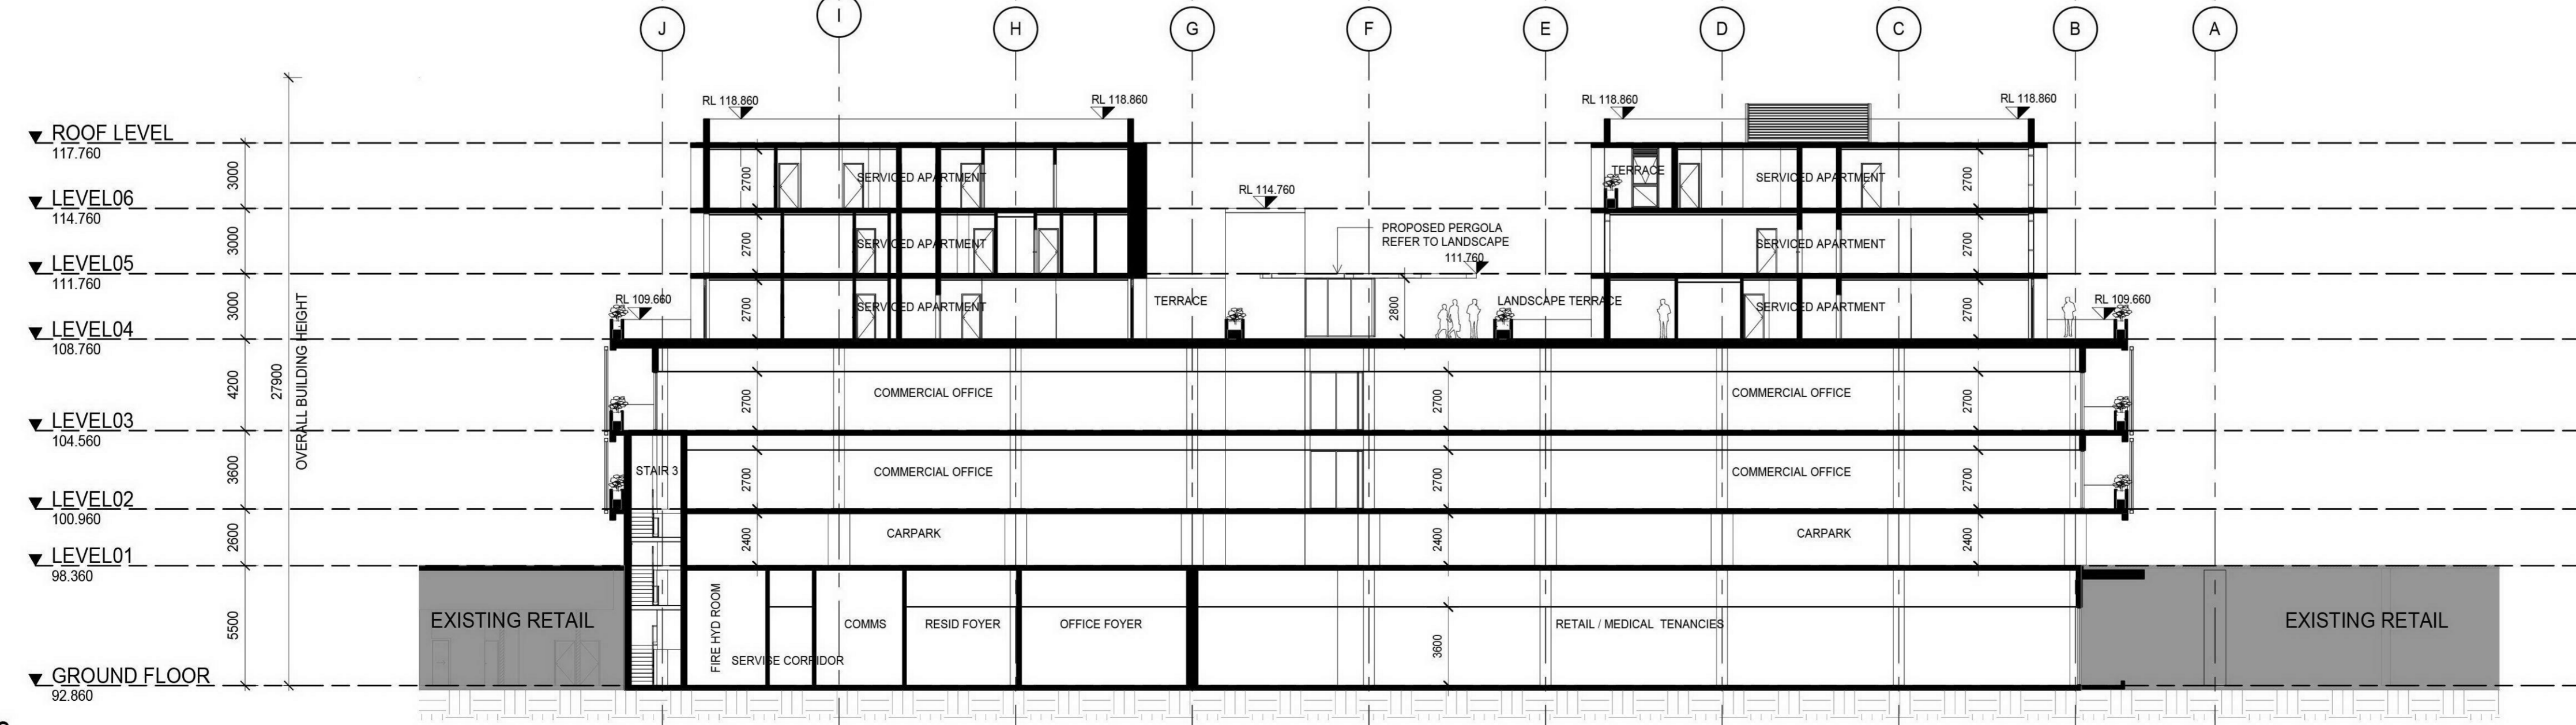 J I H G F E D C B A
RL 118.860 RL 118.860 RL 118.860 RL 118.860
ROOF LEVEL
117.760
3000
2700 SERVICED APARTMENT TERRACE SERVICED APARTMENT 2700
LEVEL06
114.760
RL 114.760
3000
2700 SERVICED APARTMENT SERVICED APARTMENT 2700
PROPOSED PERGOLA
REFER TO LANDSCAPE
111.760
LEVEL05
111.760
3000
RL 109.660 TERRACE LANDSCAPE TERRACE RL 109.660
2700 SERVICED APARTMENT 2800 SERVICED APARTMENT 2700
LEVEL04
108.760
4200
27900
OVERALL BUILDING HEIGHT
COMMERCIAL OFFICE COMMERCIAL OFFICE
2700 2700 2700
LEVEL03
104.560
3600
STAIR 3 COMMERCIAL OFFICE COMMERCIAL OFFICE
2700 2700 2700
LEVEL02
100.960
2600
CARPARK CARPARK
2400 2400 2400
LEVEL01
98.360
5500
EXISTING RETAIL FIRE HYD ROOM COMMS RESID FOYER OFFICE FOYER RETAIL / MEDICAL TENANCIES EXISTING RETAIL
3600
SERVISE CORRIDOR
GROUND FLOOR
92.860